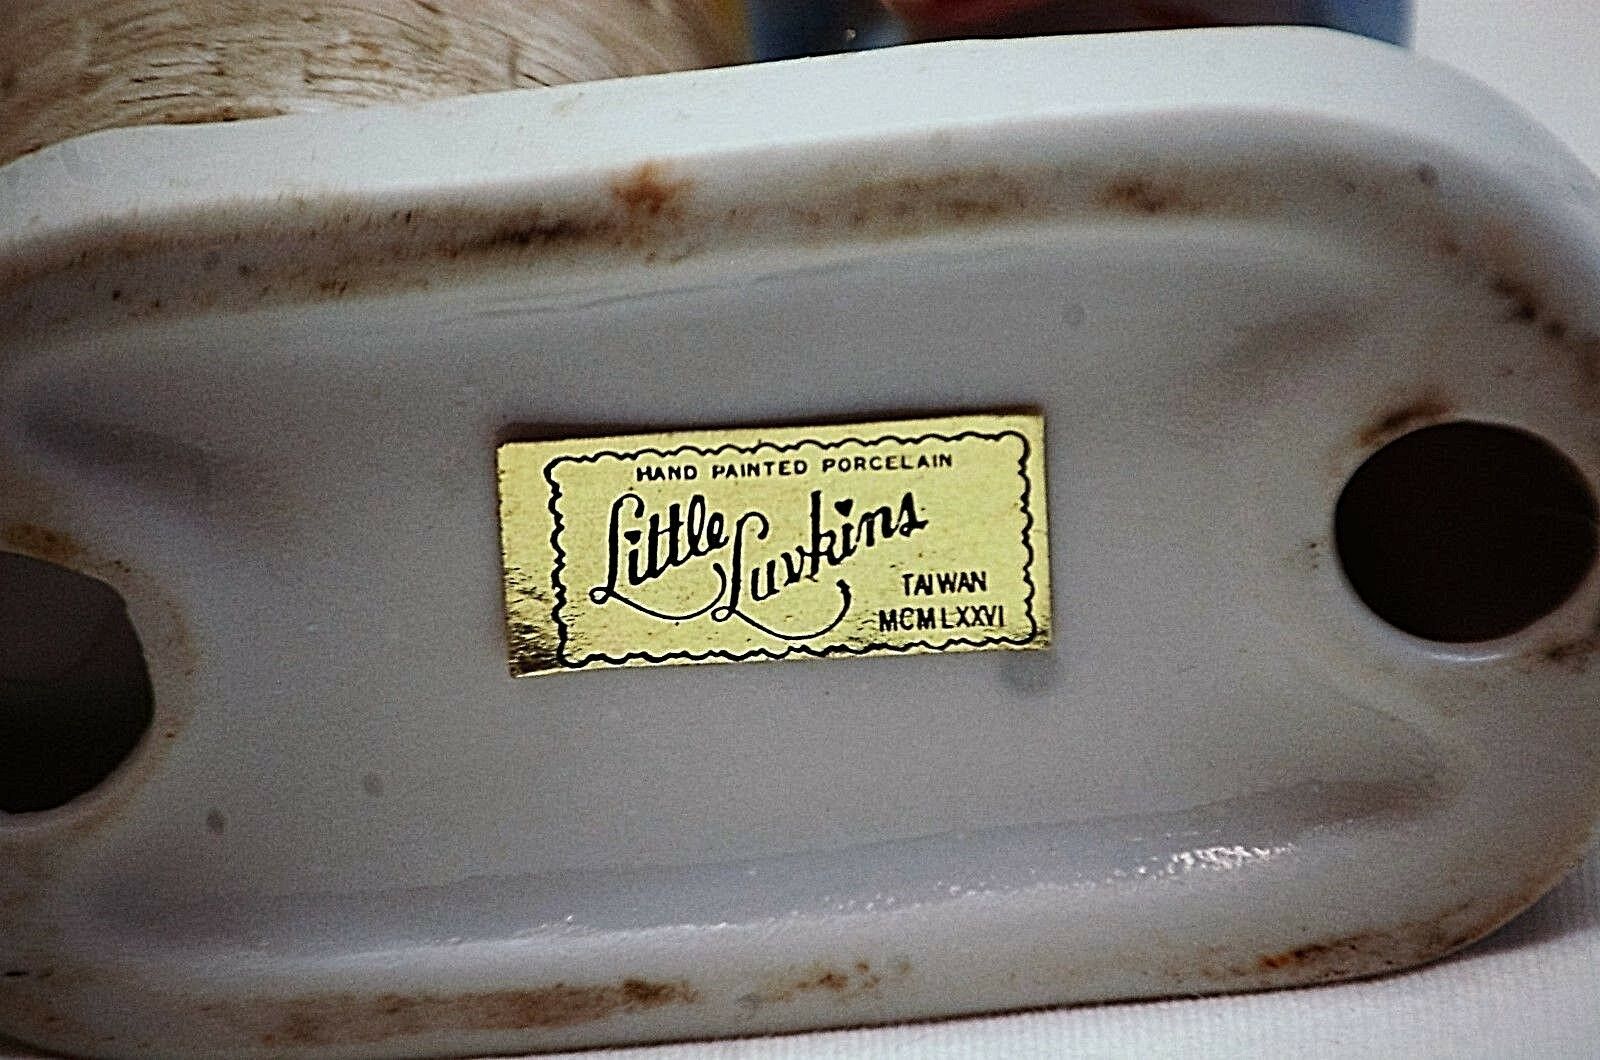 HAND PAINTED PORCELAIN
Little Luvkins
TAIWAN
MCMLXXVI